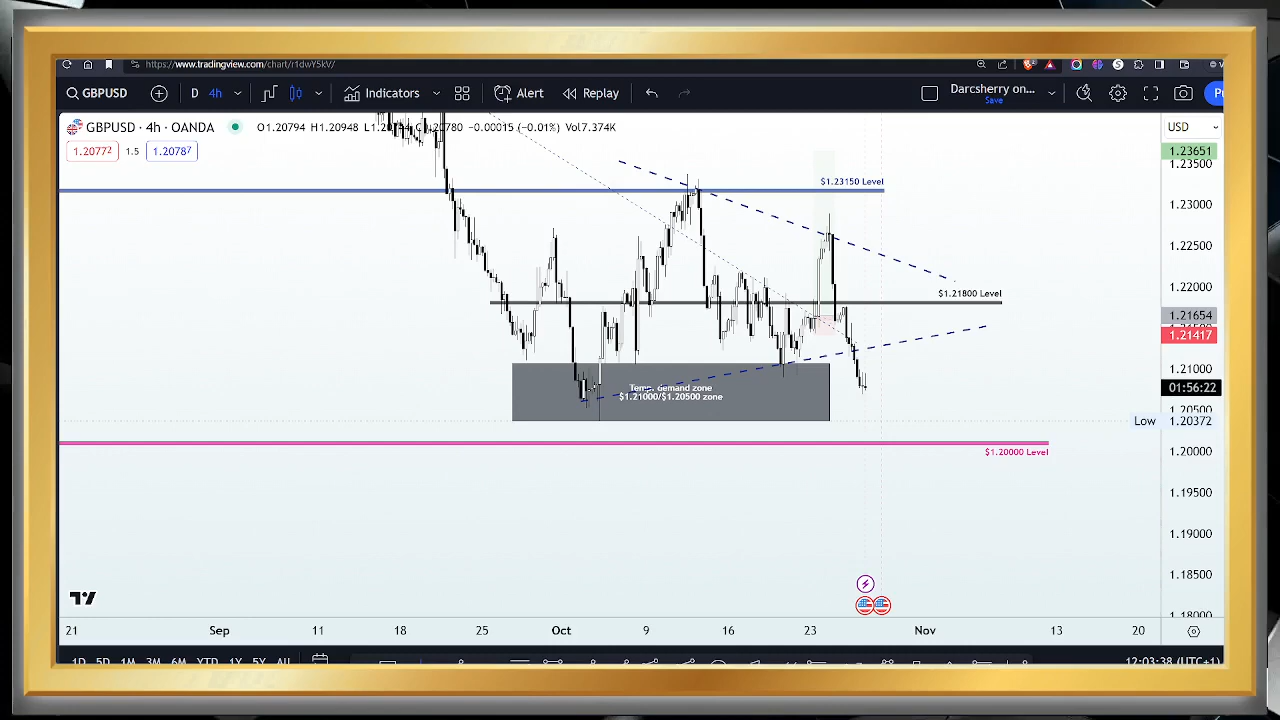 https://www.tradingview.com/chart/r1dwY5kV/
GBPUSD D 4h Indicators Alert Replay Darcsherry on...
Save
GBPUSD · 4h · OANDA O1.20794 H1.20948 1.20780 −0.00015 (−0.01%) Vol7.374K
USD
1.20772 1.5 1.20787
1.23651
1.23500
$1.23150 Level
1.23000
1.22500
1.22000
$1.21800 Level
1.21654
1.21417
1.21000
Temp. demand zone
$1.21000/$1.20500 zone
01:56:22
1.20500
Low 1.20372
1.20000
$1.20000 Level
1.19500
1.19000
1.18500
1.18000
21 Sep 11 18 25 Oct 9 16 23 Nov 13 20
1D 5D 1M 3M 6M YTD 1Y 5Y All 12:03:38 (UTC+1)